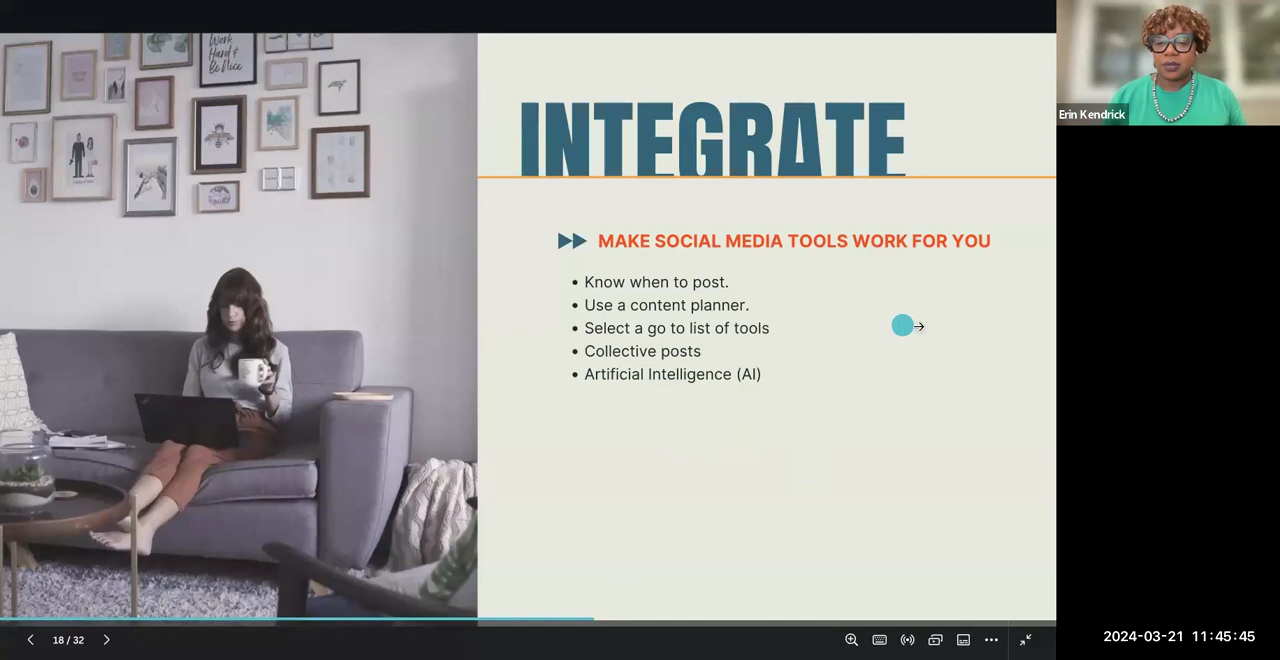 Work
Hard &
Be Nice
INTEGRATE
MAKE SOCIAL MEDIA TOOLS WORK FOR YOU
• Know when to post.
• Use a content planner.
• Select a go to list of tools
• Collective posts
• Artificial Intelligence (AI)
Erin Kendrick
18 / 32
2024-03-21 11:45:45